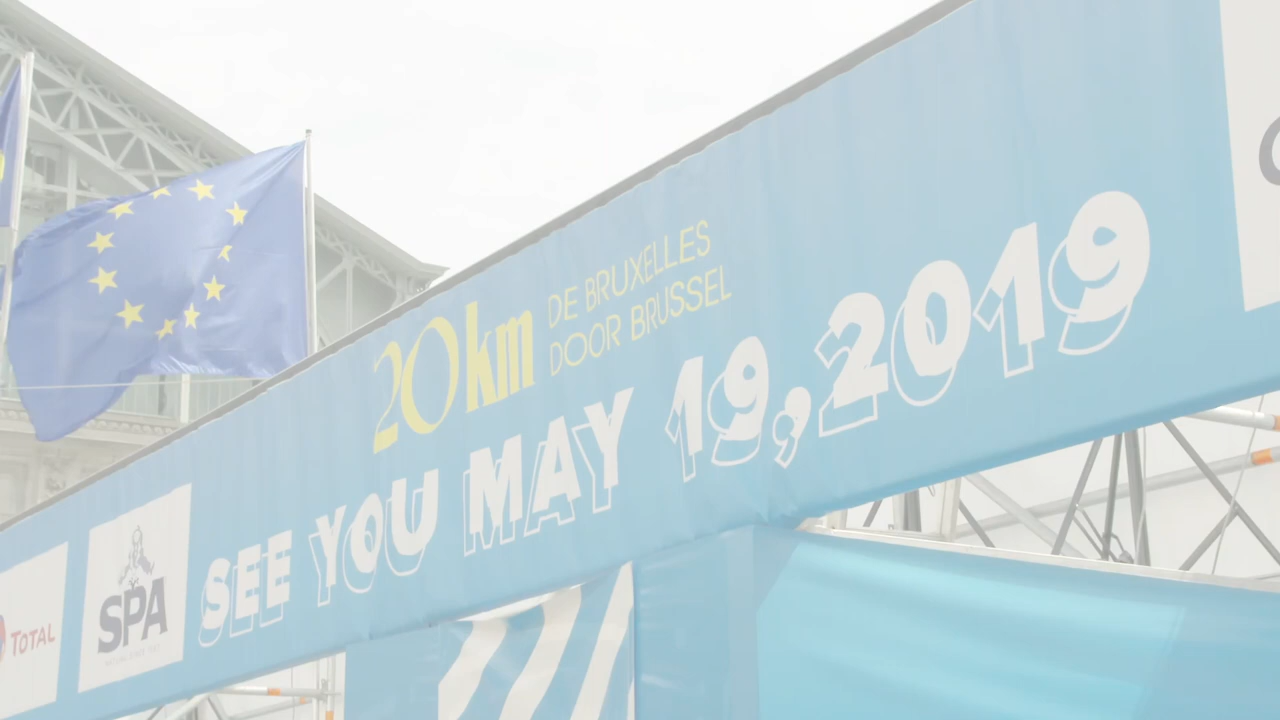 20km DE BRUXELLES
DOOR BRUSSEL
SEE YOU MAY 19, 2019
SPA
TOTAL